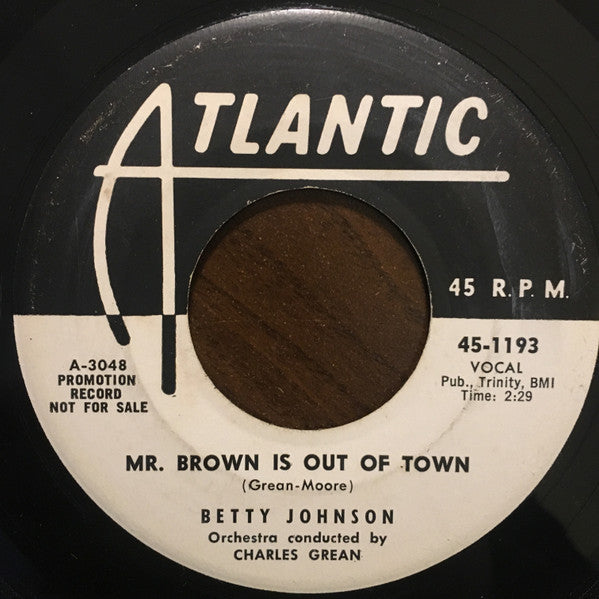 ATLANTIC
45 R.P.M.
A-3048
PROMOTION
RECORD
NOT FOR SALE
45-1193
VOCAL
Pub., Trinity, BMI
Time: 2:29
MR. BROWN IS OUT OF TOWN
(Grean-Moore)
BETTY JOHNSON
Orchestra conducted by
CHARLES GREAN